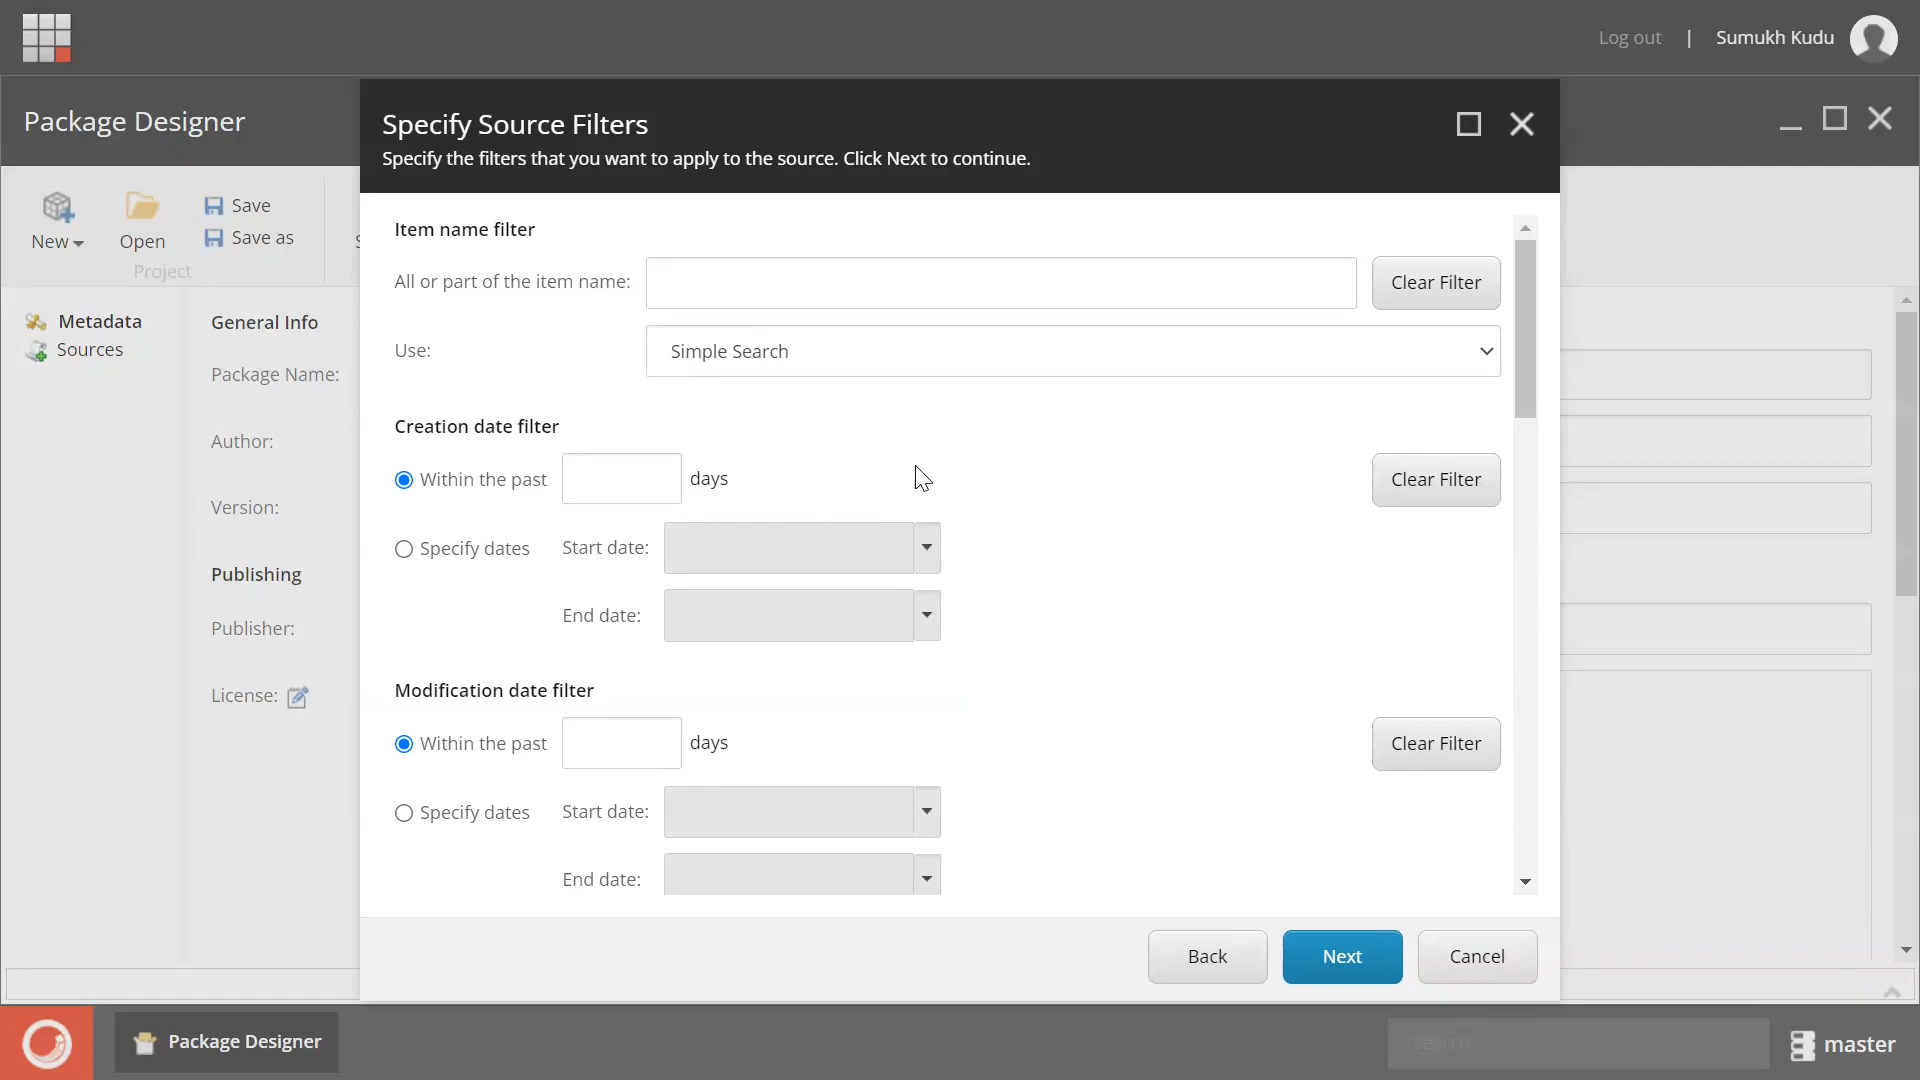 Log out | Sumukh Kudu
Package Designer
Specify Source Filters
Specify the filters that you want to apply to the source. Click Next to continue.
New
Open
Save
Save as
Project
Metadata
Sources
General Info
Package Name:
Author:
Version:
Publishing
Publisher:
License:
Item name filter
All or part of the item name:
Clear Filter
Use:
Simple Search
Creation date filter
Within the past
days
Clear Filter
Specify dates
Start date:
End date:
Modification date filter
Within the past
days
Clear Filter
Specify dates
Start date:
End date:
Back
Next
Cancel
Package Designer
Search
master